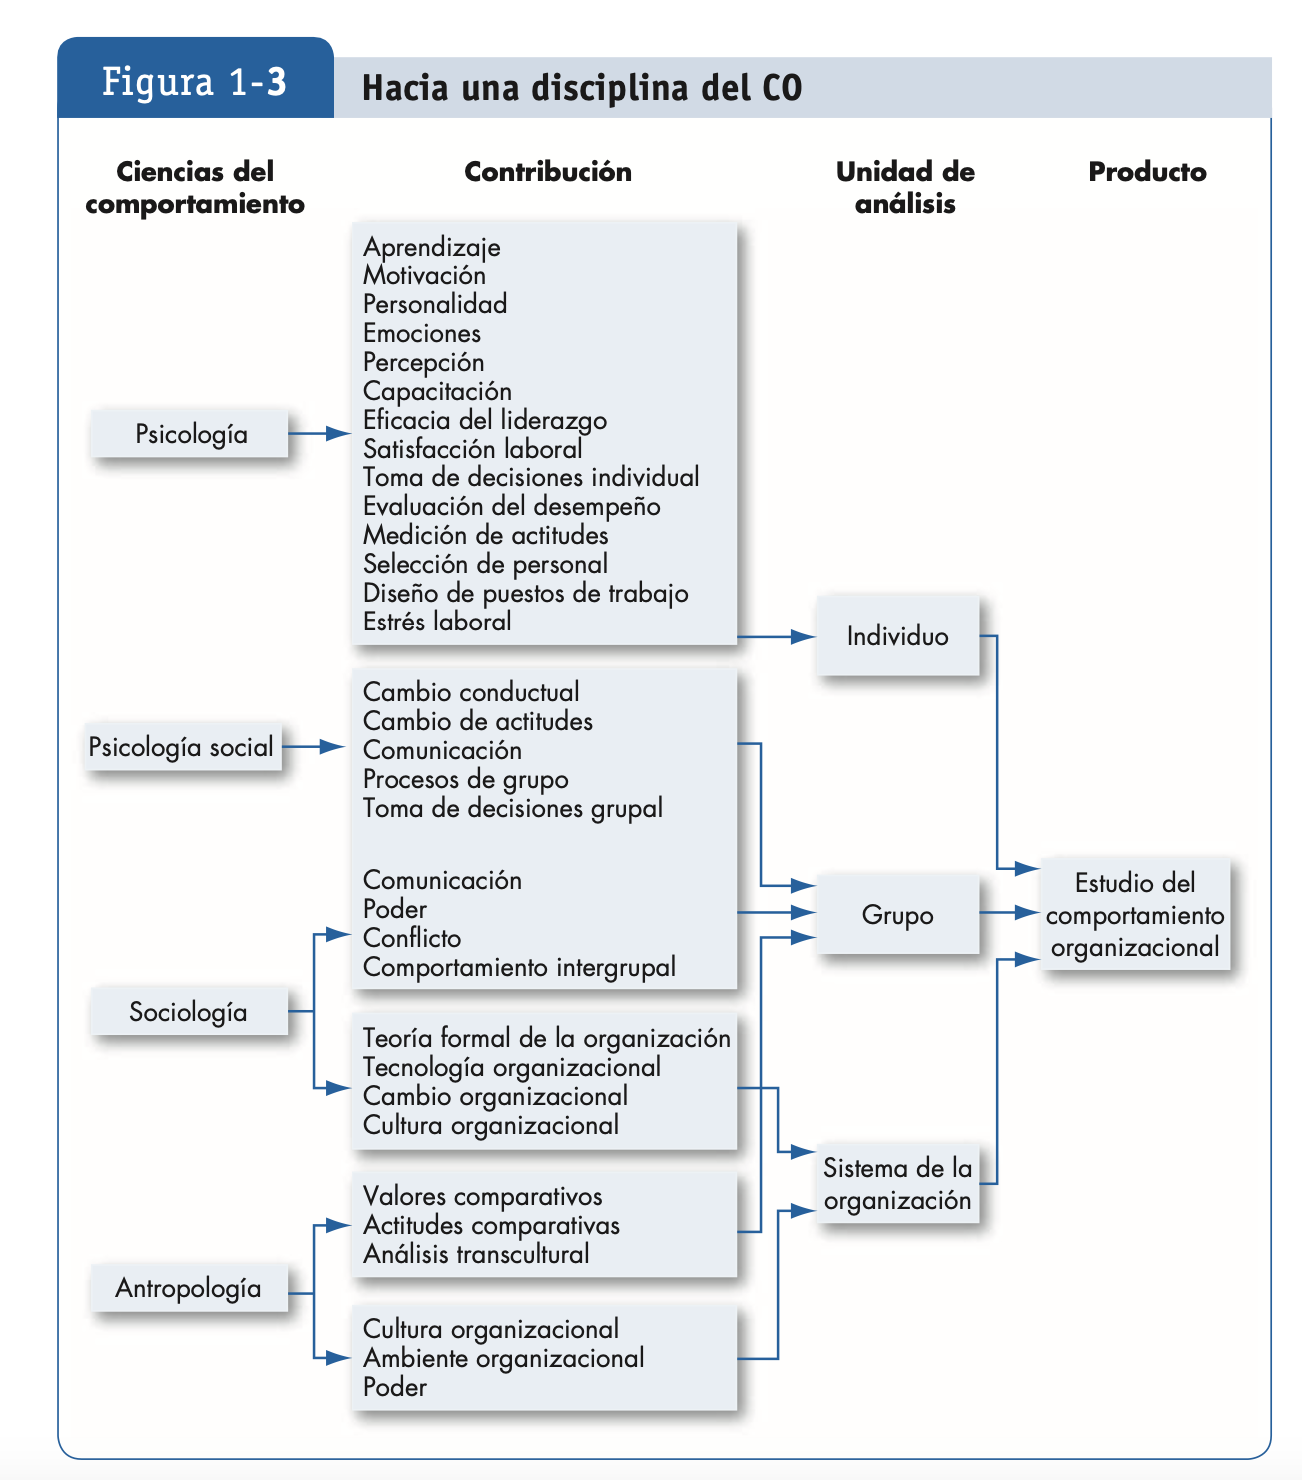 Figura 1-3
Hacia una disciplina del CO
Ciencias del
comportamiento
Contribución
Unidad de
análisis
Producto
Psicología
Aprendizaje
Motivación
Personalidad
Emociones
Percepción
Capacitación
Eficacia del liderazgo
Satisfacción laboral
Toma de decisiones individual
Evaluación del desempeño
Medición de actitudes
Selección de personal
Diseño de puestos de trabajo
Estrés laboral
Individuo
Psicología social
Cambio conductual
Cambio de actitudes
Comunicación
Procesos de grupo
Toma de decisiones grupal
Comunicación
Poder
Conflicto
Comportamiento intergrupal
Grupo
Estudio del
comportamiento
organizacional
Sociología
Teoría formal de la organización
Tecnología organizacional
Cambio organizacional
Cultura organizacional
Sistema de la
organización
Antropología
Valores comparativos
Actitudes comparativas
Análisis transcultural
Cultura organizacional
Ambiente organizacional
Poder